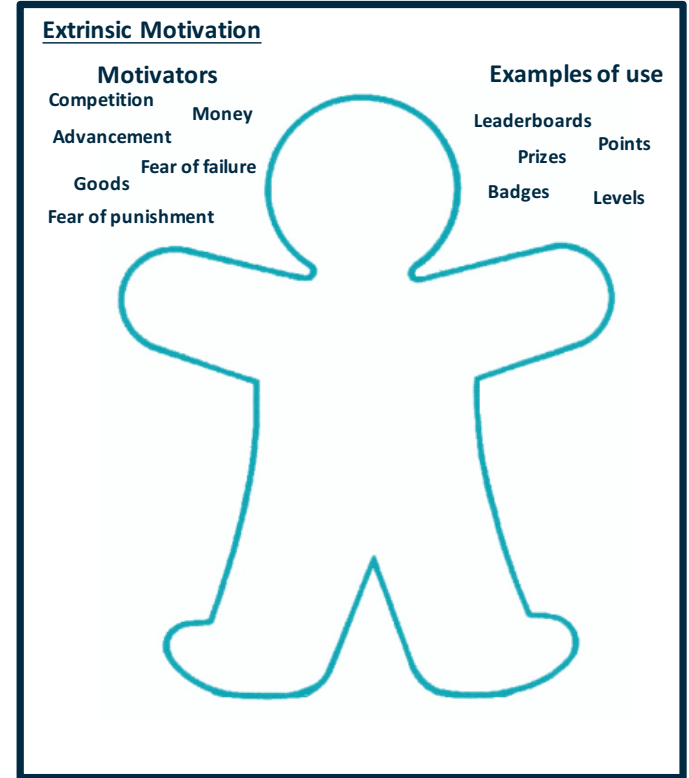 Extrinsic Motivation
Motivators
Competition
Money
Advancement
Fear of failure
Goods
Fear of punishment
Examples of use
Leaderboards
Points
Prizes
Badges
Levels